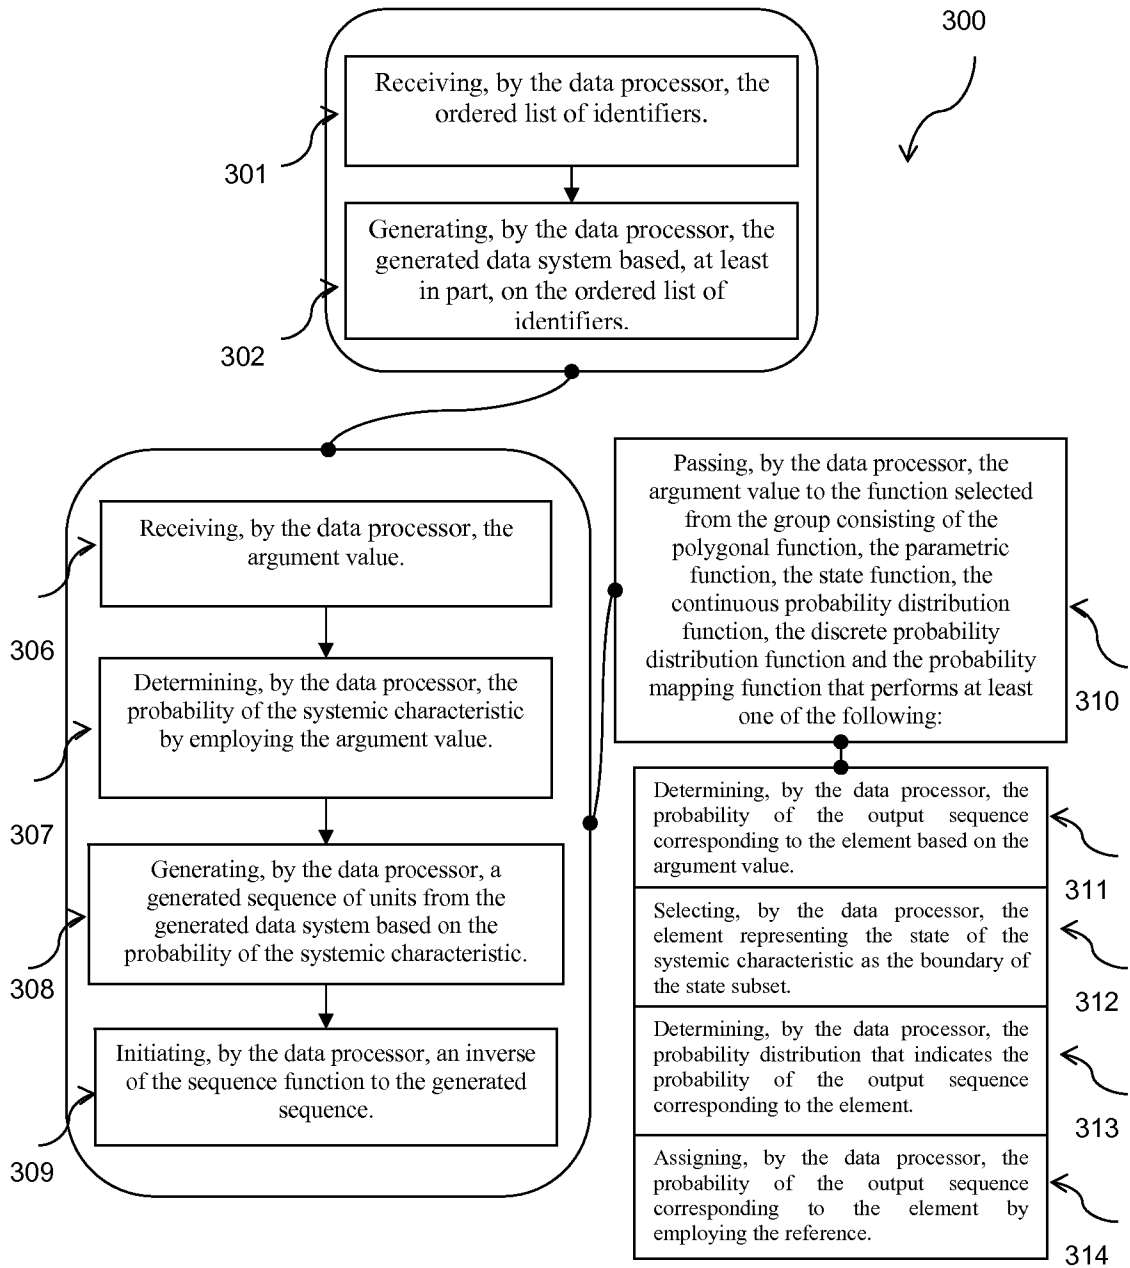 300
Receiving, by the data processor, the
ordered list of identifiers.
301
Generating, by the data processor, the
generated data system based, at least
in part, on the ordered list of
identifiers.
302
Receiving, by the data processor, the
argument value.
306
Determining, by the data processor, the
probability of the systemic characteristic
by employing the argument value.
307
Generating, by the data processor, a
generated sequence of units from the
generated data system based on the
probability of the systemic characteristic.
308
Initiating, by the data processor, an inverse
of the sequence function to the generated
sequence.
309
Passing, by the data processor, the
argument value to the function selected
from the group consisting of the
polygonal function, the parametric
function, the state function, the
continuous probability distribution
function, the discrete probability
distribution function and the probability
mapping function that performs at least
one of the following:
310
Determining, by the data processor, the
probability of the output sequence
corresponding to the element based on the
argument value.
311
Selecting, by the data processor, the
element representing the state of the
systemic characteristic as the boundary of
the state subset.
312
Determining, by the data processor, the
probability distribution that indicates the
probability of the output sequence
corresponding to the element.
313
Assigning, by the data processor, the
probability of the output sequence
corresponding to the element by
employing the reference.
314